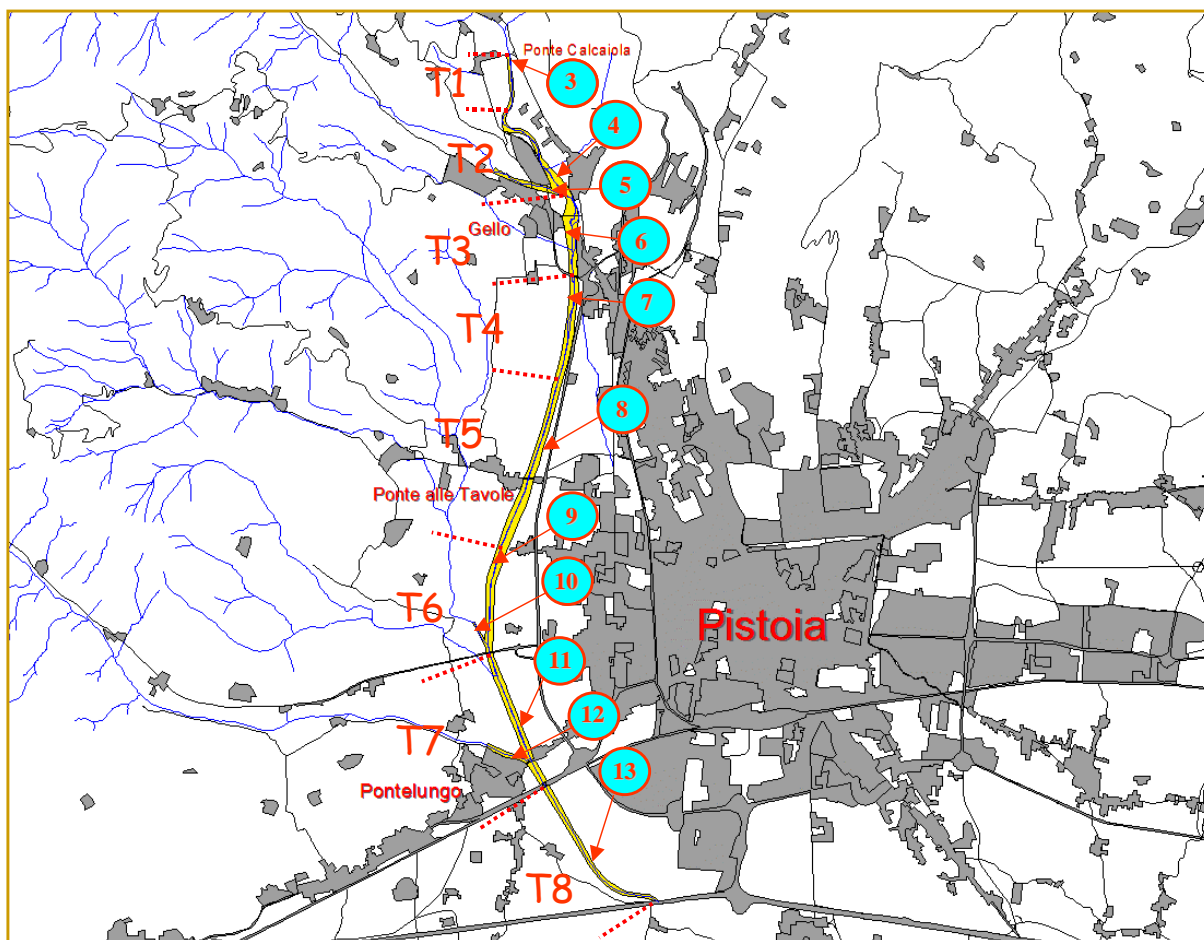 Ponte Calcaiola
T1
3
4
T2
5
Gello
6
T3
7
T4
8
T5
Ponte alle Tavole
9
10
T6
Pistoia
11
12
T7
13
Pontelungo
T8